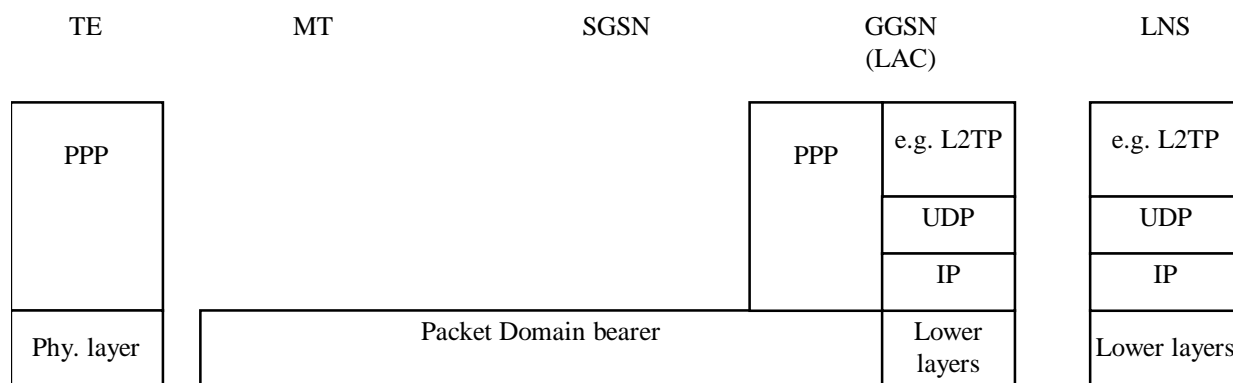 TE MT SGSN GGSN LNS
(LAC)
PPP PPP e.g. L2TP e.g. L2TP
UDP UDP
IP IP
Phy. layer Packet Domain bearer Lower Lower layers
layers